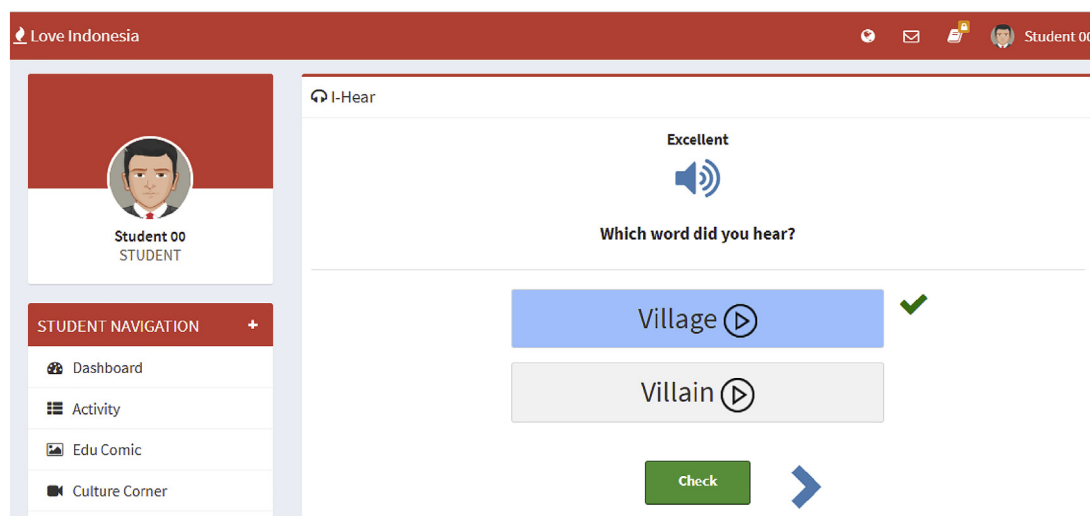 Love Indonesia
Student 00
Student 00
STUDENT
STUDENT NAVIGATION
Dashboard
Activity
Edu Comic
Culture Corner
I-Hear
Excellent
Which word did you hear?
Village
Villain
Check